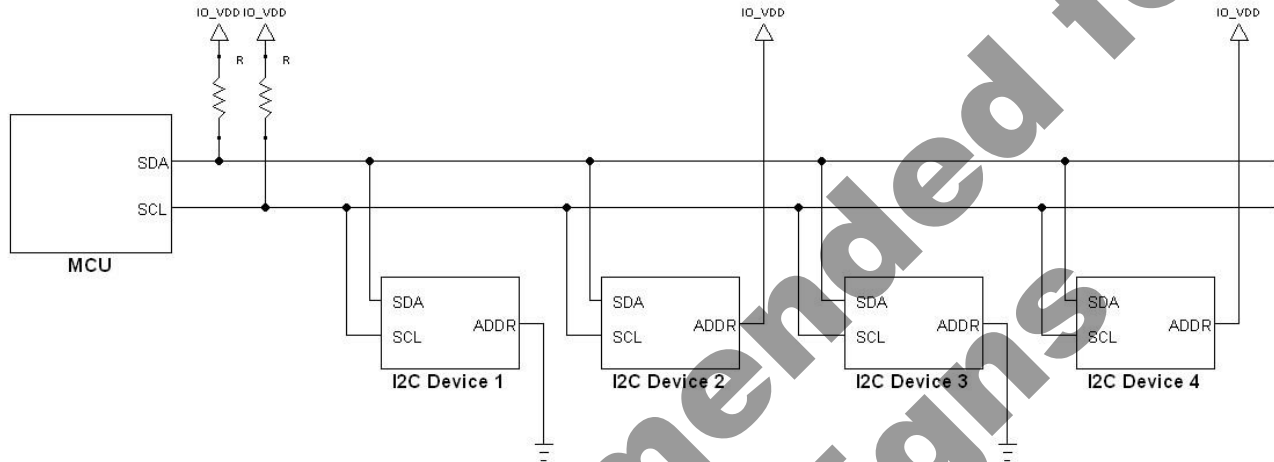 IO_VDD IO_VDD IO_VDD IO_VDD
R R
SDA
SCL
MCU
SDA SDA SDA SDA
ADDR ADDR ADDR ADDR
SCL SCL SCL SCL
I2C Device 1 I2C Device 2 I2C Device 3 I2C Device 4